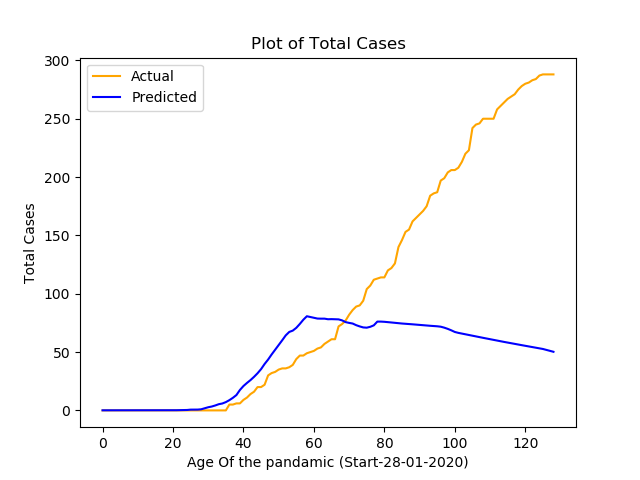 Plot of Total Cases
Actual
Predicted
300
250
200
150
100
50
0
Total Cases
0 20 40 60 80 100 120
Age Of the pandamic (Start-28-01-2020)